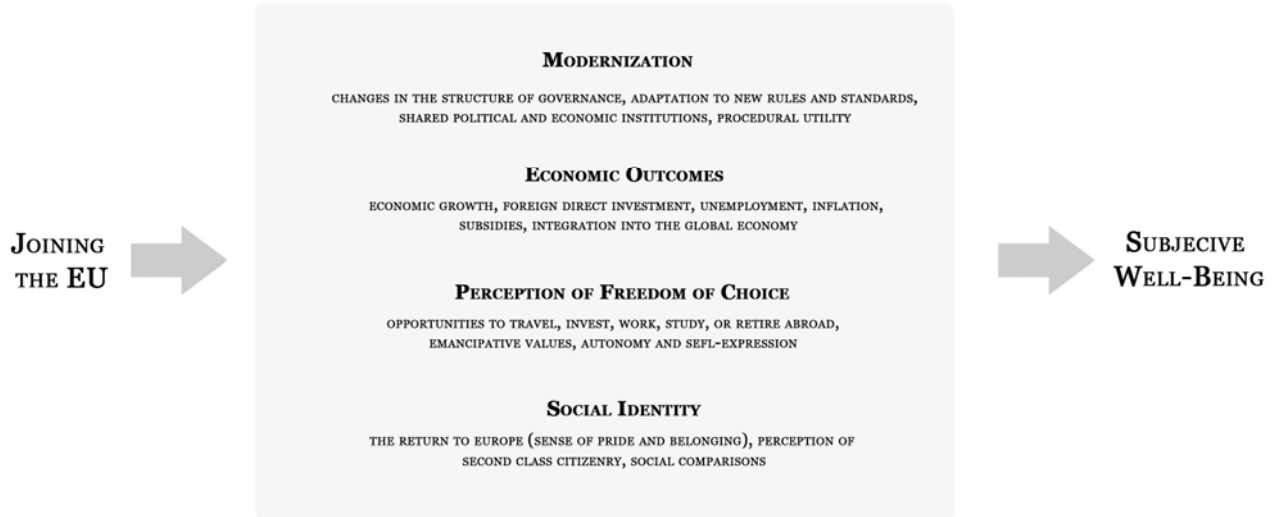 Joining
the EU
Modernization
changes in the structure of governance, adaptation to new rules and standards,
shared political and economic institutions, procedural utility
Economic Outcomes
economic growth, foreign direct investment, unemployment, inflation,
subsidies, integration into the global economy
Perception of Freedom of Choice
opportunities to travel, invest, work, study, or retire abroad,
emancipative values, autonomy and sefl-expression
Social Identity
the return to Europe (sense of pride and belonging), perception of
second class citizenry, social comparisons
Subjecive
Well-Being